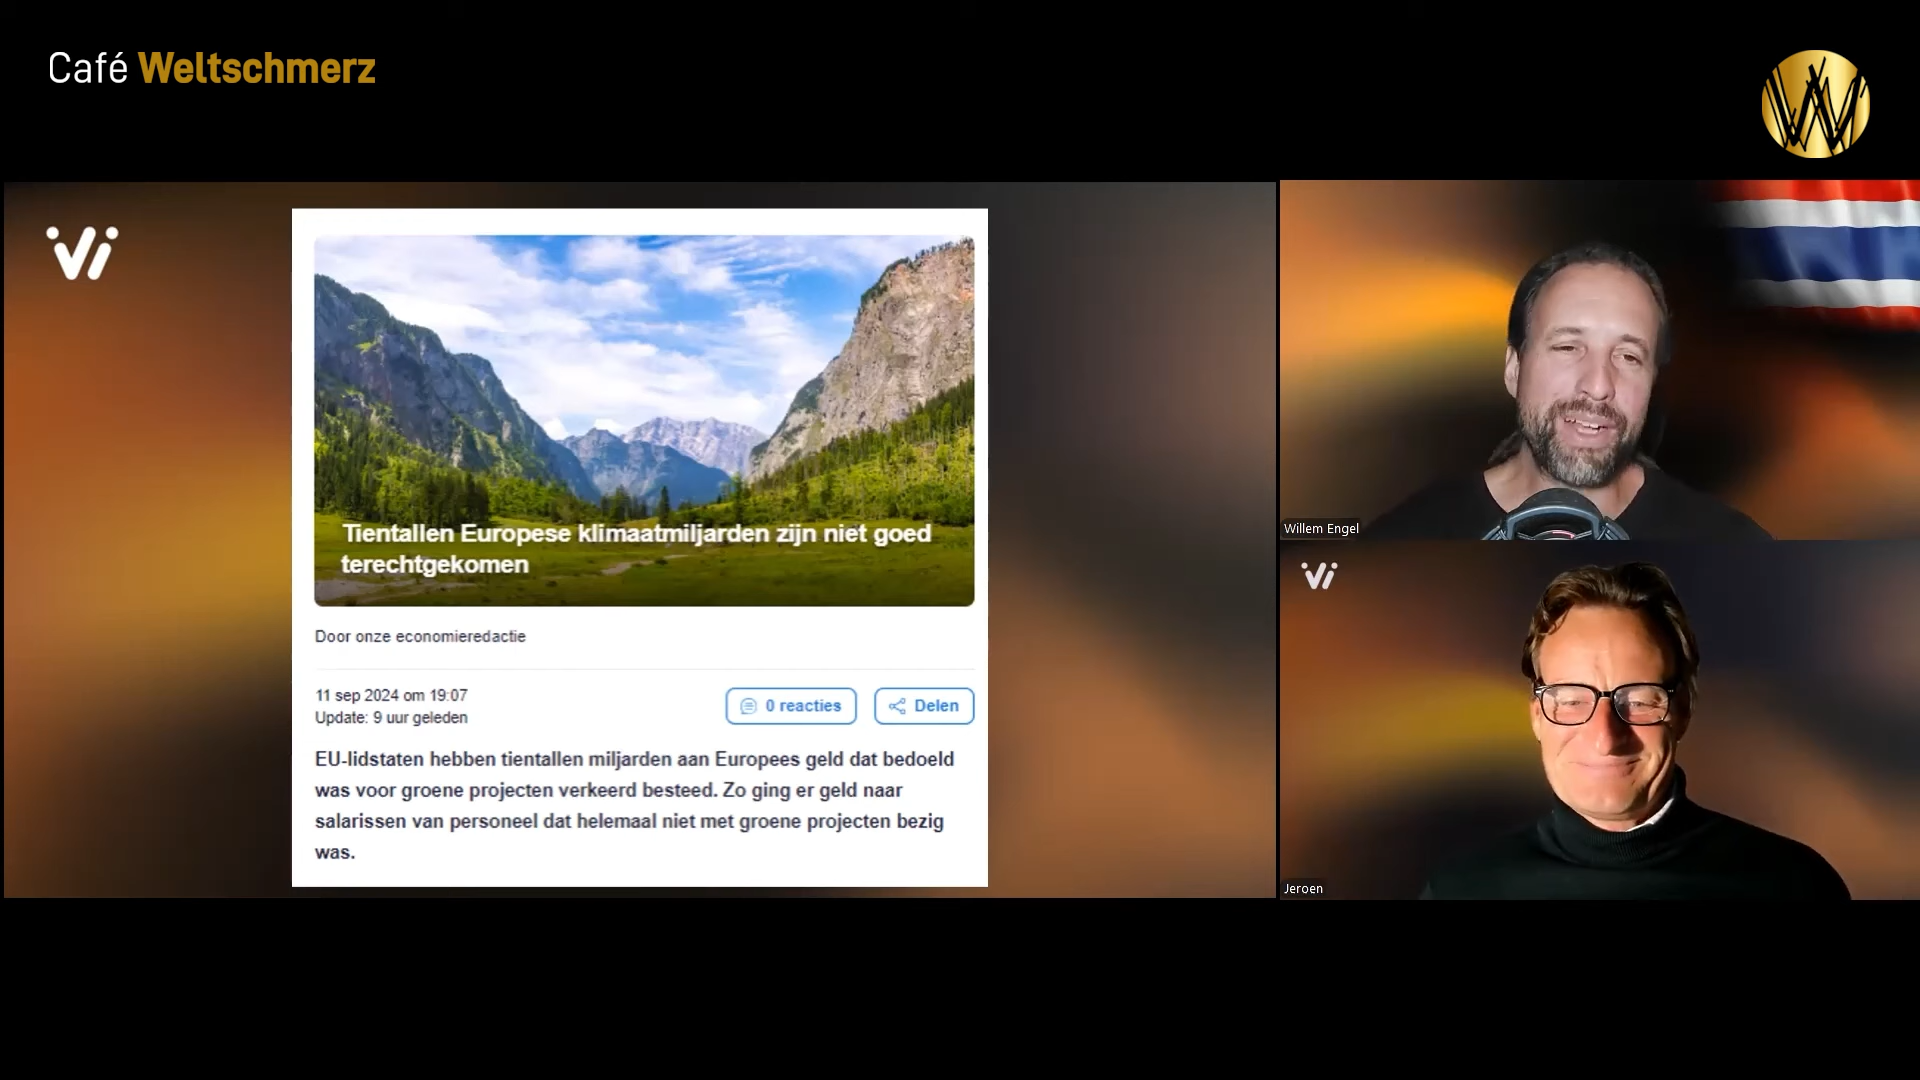 Café Weltschmerz
Tientallen Europese klimaatmiljarden zijn niet goed
terechtgekomen
Door onze economieredactie
11 sep 2024 om 19:07
Update: 9 uur geleden
0 reacties
Delen
EU-lidstaten hebben tientallen miljarden aan Europees geld dat bedoeld
was voor groene projecten verkeerd besteed. Zo ging er geld naar
salarissen van personeel dat helemaal niet met groene projecten bezig
was.
Willem Engel
Jeroen